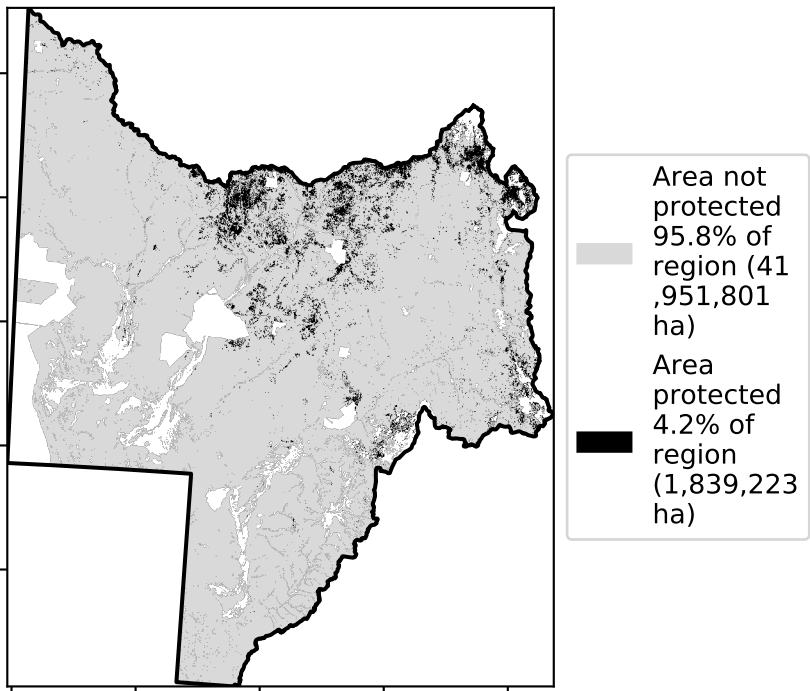 Area not
protected
95.8% of
region (41
,951,801
ha)
Area
protected
4.2% of
region
(1,839,223
ha)